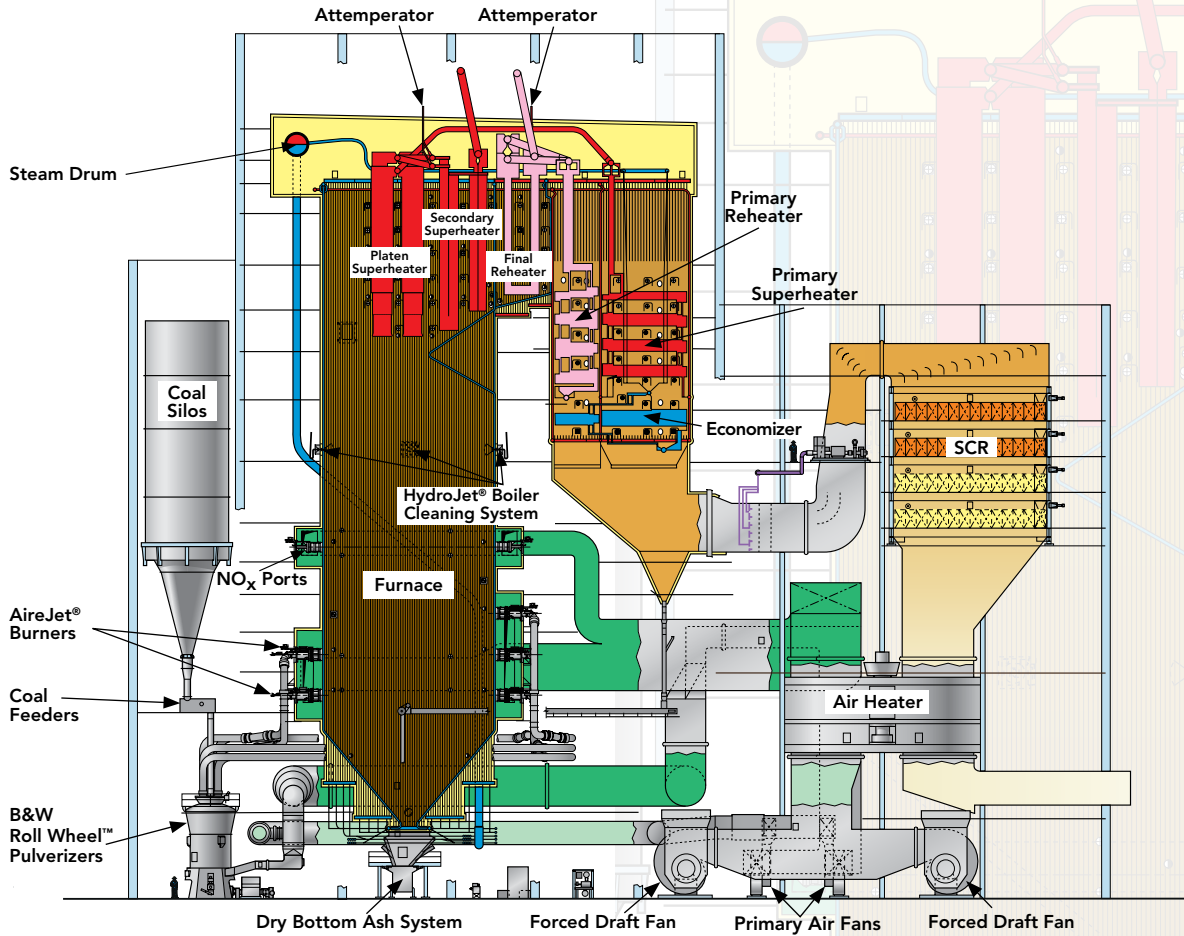 Attemperator
Attemperator
Steam Drum
Primary
Reheater
Secondary
Superheater
Platen
Superheater
Final
Reheater
Primary
Superheater
Coal
Silos
Economizer
SCR
HydroJet® Boiler
Cleaning System
NOx Ports
Furnace
AireJet®
Burners
Coal
Feeders
Air Heater
B&W
Roll Wheel™
Pulverizers
Dry Bottom Ash System
Forced Draft Fan
Primary Air Fans
Forced Draft Fan